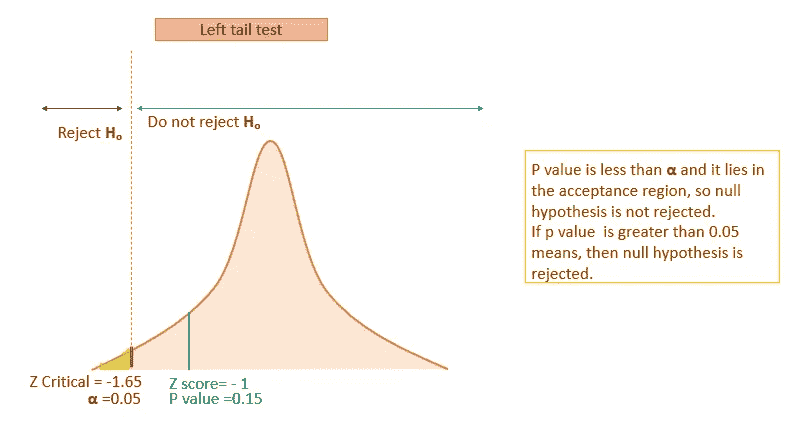 Left tail test
Reject Hₒ
Do not reject Hₒ
P value is less than α and it lies in
the acceptance region, so null
hypothesis is not rejected.
If p value is greater than 0.05
means, then null hypothesis is
rejected.
Z Critical = -1.65
α =0.05
Z score= - 1
P value =0.15